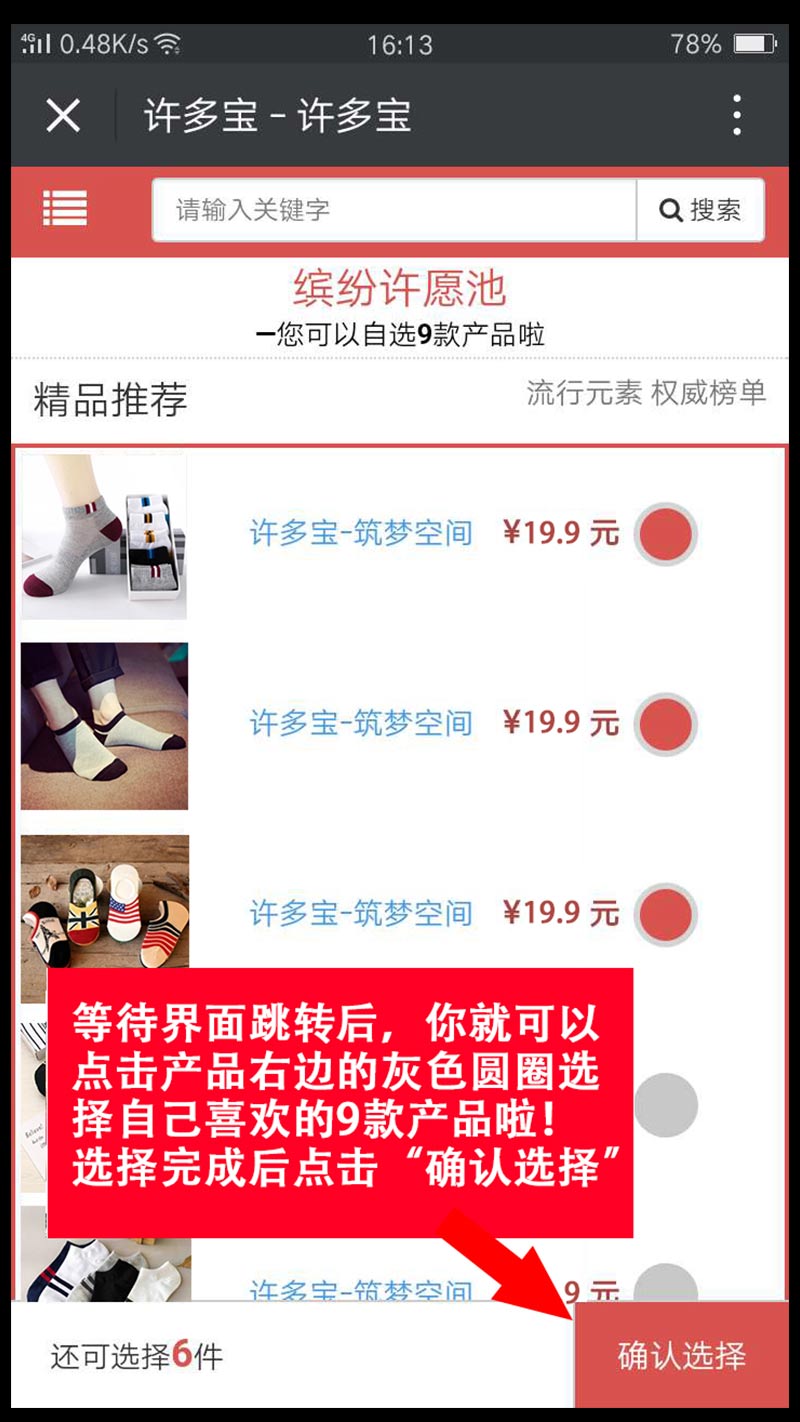 4G 0.48K/s 16:13 78%
许多宝 - 许多宝
请输入关键字 搜索
缤纷许愿池
—您可以自选9款产品啦
精品推荐 流行元素 权威榜单
许多宝-筑梦空间 ¥19.9 元
许多宝-筑梦空间 ¥19.9 元
许多宝-筑梦空间 ¥19.9 元
等待界面跳转后，你就可以
点击产品右边的灰色圆圈选
择自己喜欢的9款产品啦！
选择完成后点击“确认选择”
许多宝-筑梦空间 9 元
还可选择6件 确认选择